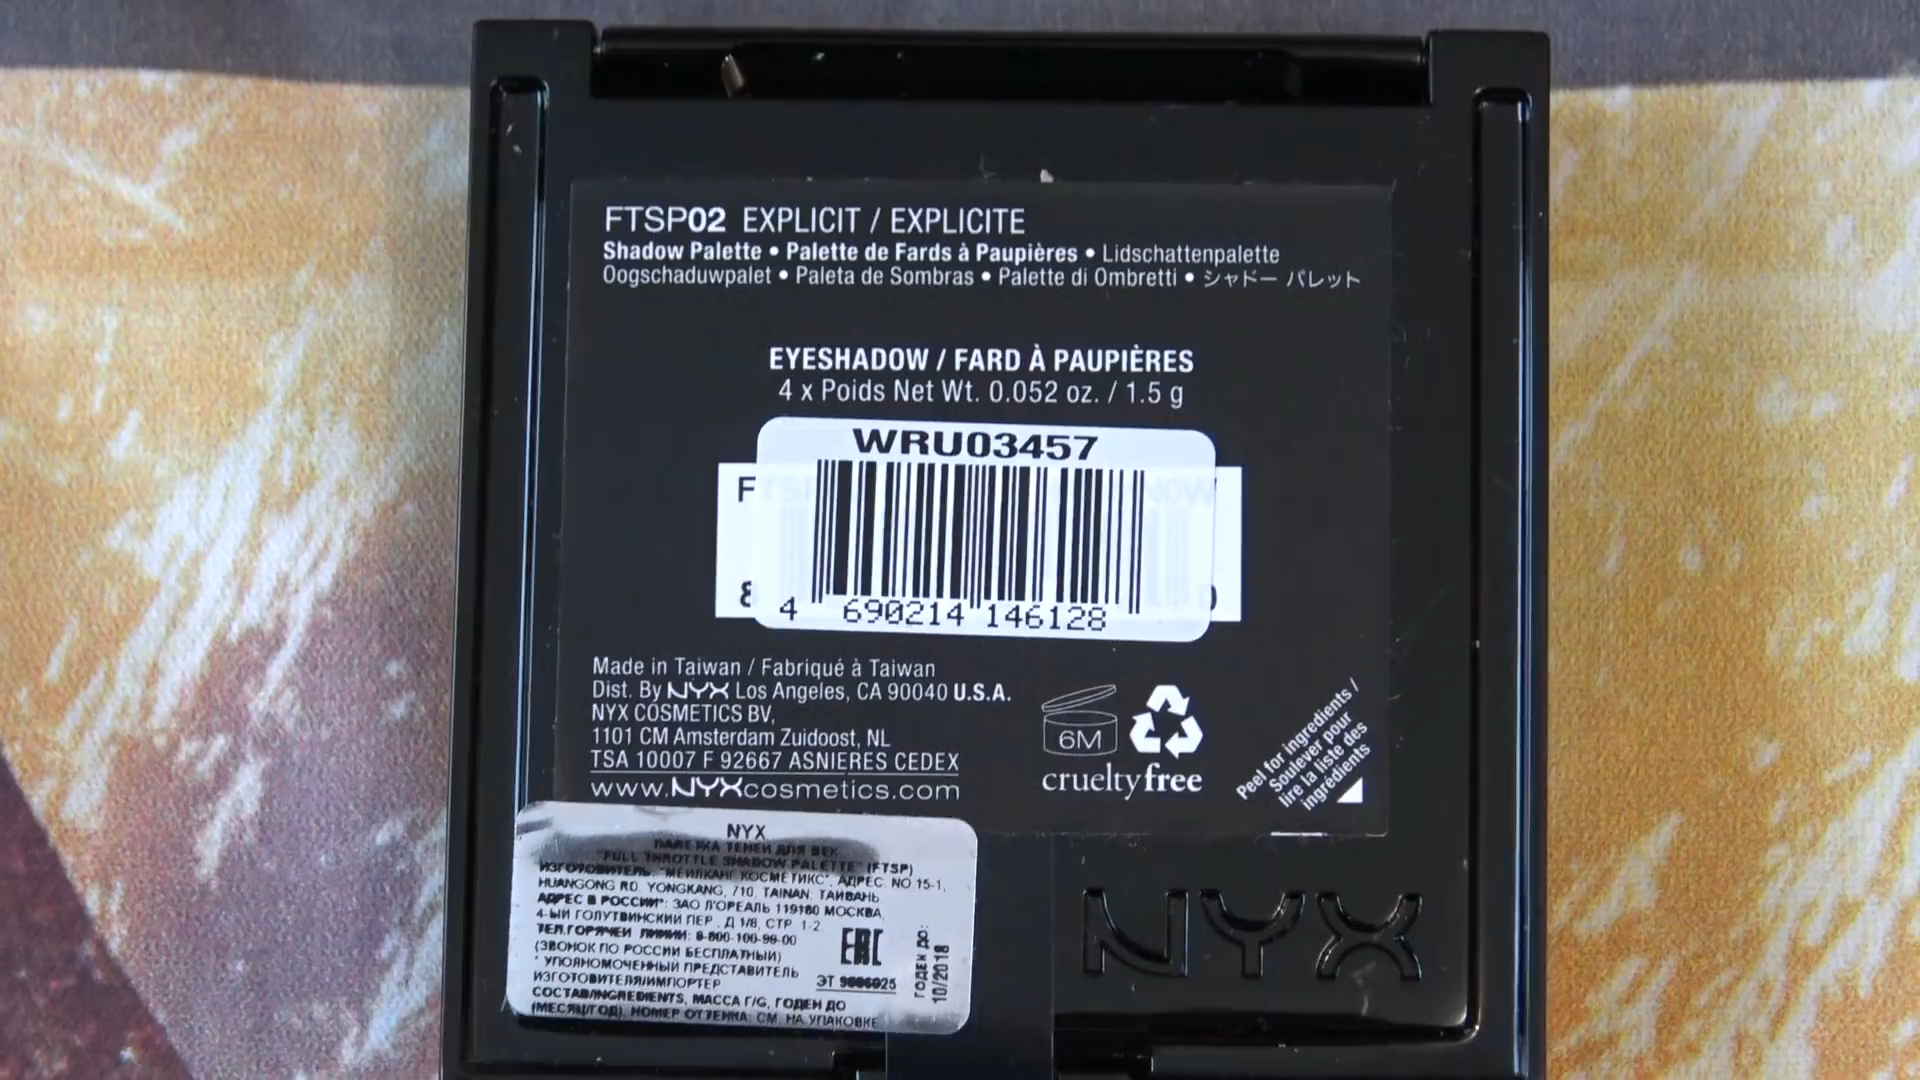 FTSP02 EXPLICIT / EXPLICITE
Shadow Palette • Palette de Fards à Paupières • Lidschattenpalette
Oogschaduwpalet • Paleta de Sombras • Palette di Ombretti • シャドー パレット
EYESHADOW / FARD À PAUPIÈRES
4 x Poids Net Wt. 0.052 oz. / 1.5 g
WRU03457
F
8
4 690214 146128
Made in Taiwan / Fabriqué à Taiwan
Dist. By NYX Los Angeles, CA 90040 U.S.A.
NYX COSMETICS BV,
1101 CM Amsterdam Zuidoost, NL
TSA 10007 F 92667 ASNIERES CEDEX
www.NYXcosmetics.com
6M
crueltyfree
Peel for ingredients /
Soulever pour
lire la liste des
ingrédients
NYX
ПАЛЕТКА ТЕНЕЙ ДЛЯ ВЕК
"FULL THROTTLE SHADOW PALETTE" (FTSP)
ИЗГОТОВИТЕЛЬ: "МЕИЛКАНГ КОСМЕТИКС", АДРЕС: NO 15-1,
HUANGONG RD, YONGKANG, 710, TAINAN, ТАЙВАНЬ
АДРЕС В РОССИИ*: ЗАО Л'ОРЕАЛЬ 119180 МОСКВА,
4-ЫЙ ГОЛУТВИНСКИЙ ПЕР., Д 1/8, СТР. 1-2
ТЕЛ.ГОРЯЧЕЙ ЛИНИИ: 8-800-100-99-00
(ЗВОНОК ПО РОССИИ БЕСПЛАТНЫЙ)
* УПОЛНОМОЧЕННЫЙ ПРЕДСТАВИТЕЛЬ
ИЗГОТОВИТЕЛЯ/ИМПОРТЕР
СОСТАВ/INGREDIENTS, МАССА Г/G, ГОДЕН ДО
(МЕСЯЦ/ГОД), НОМЕР ОТТЕНКА: СМ. НА УПАКОВКЕ
EAC
ЭТ
ГОДЕН ДО:
10/2018
NYX